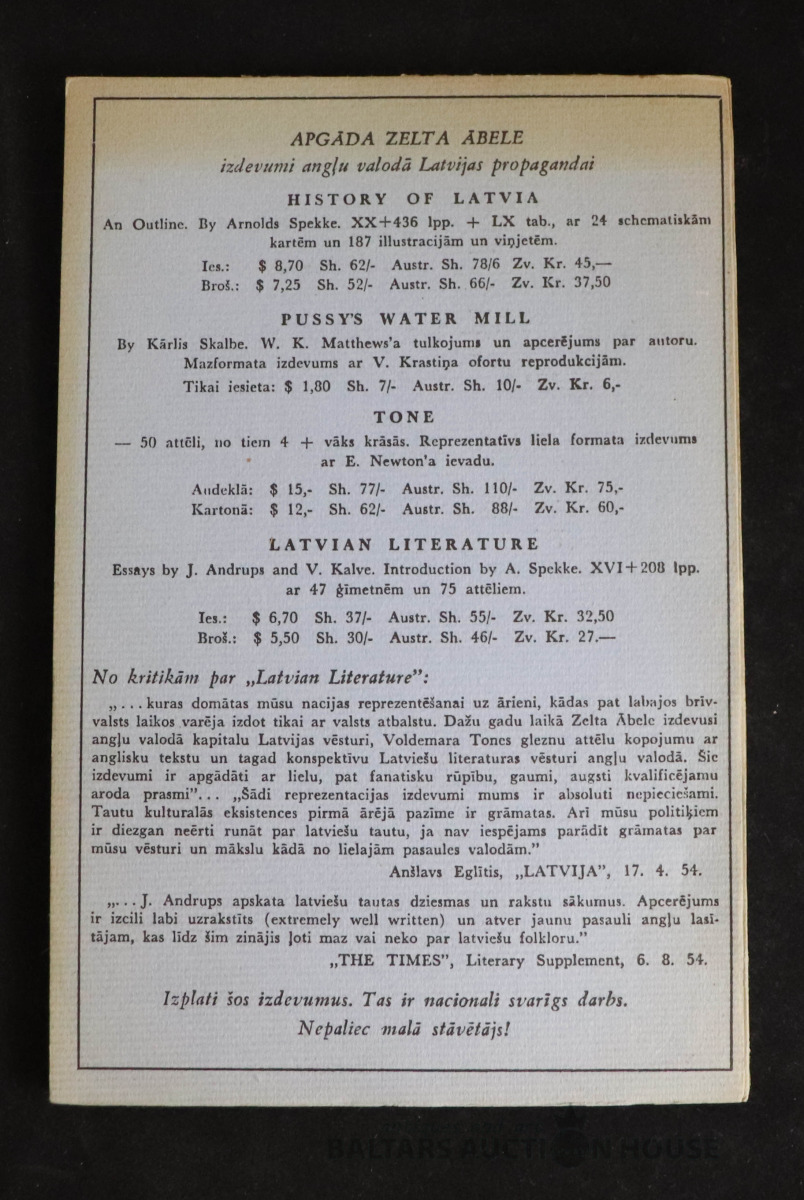 APGĀDA ZELTA ĀBELE
izdevumi angļu valodā Latvijas propagandai
HISTORY OF LATVIA
An Outline. By Arnolds Spekke. XX+436 lpp. + LX tab., ar 24 schematiskām
kartēm un 187 illustracijām un viņjetēm.
Ies.: $ 8,70 Sh. 62/- Austr. Sh. 78/6 Zv. Kr. 45,—
Broš.: $ 7,25 Sh. 52/- Austr. Sh. 66/- Zv. Kr. 37,50
PUSSY'S WATER MILL
By Kārlis Skalbe. W. K. Matthews'a tulkojums un apcerējums par autoru.
Mazformata izdevums ar V. Krastiņa ofortu reprodukcijām.
Tikai iesieta: $ 1,80 Sh. 7/- Austr. Sh. 10/- Zv. Kr. 6,-
TONE
— 50 attēli, no tiem 4 + vāks krāsās. Reprezentatīvs liela formata izdevums
ar E. Newton'a ievadu.
Audeklā: $ 15,- Sh. 77/- Austr. Sh. 110/- Zv. Kr. 75,-
Kartonā: $ 12,- Sh. 62/- Austr. Sh. 88/- Zv. Kr. 60,-
LATVIAN LITERATURE
Essays by J. Andrups and V. Kalve. Introduction by A. Spekke. XVI+208 lpp.
ar 47 ģīmetnēm un 75 attēliem.
Ies.: $ 6,70 Sh. 37/- Austr. Sh. 55/- Zv. Kr. 32,50
Broš.: $ 5,50 Sh. 30/- Austr. Sh. 46/- Zv. Kr. 27.—
No kritikām par „Latvian Literature”:
„ . . . kuras domātas mūsu nacijas reprezentēšanai uz ārieni, kādas pat labajos brīv-
valsts laikos varēja izdot tikai ar valsts atbalstu. Dažu gadu laikā Zelta Ābele izdevusi
angļu valodā kapitalu Latvijas vēsturi, Voldemara Tones gleznu attēlu kopojumu ar
anglisku tekstu un tagad konspektīvu Latviešu literaturas vēsturi angļu valodā. Šie
izdevumi ir apgādāti ar lielu, pat fanatisku rūpību, gaumi, augsti kvalificējamu
aroda prasmi”. . . „Šādi reprezentacijas izdevumi mums ir absoluti nepieciešami.
Tautu kulturalās eksistences pirmā ārējā pazīme ir grāmatas. Arī mūsu politiķiem
ir diezgan neērti runāt par latviešu tautu, ja nav iespējams parādīt grāmatas par
mūsu vēsturi un mākslu kādā no lielajām pasaules valodām.”
Anšlavs Eglītis, „LATVIJA”, 17. 4. 54.
„. . . J. Andrups apskata latviešu tautas dziesmas un rakstu sākumus. Apcerējums
ir izcili labi uzrakstīts (extremely well written) un atver jaunu pasauli angļu lasī-
tājam, kas līdz šim zinājis ļoti maz vai neko par latviešu folkloru.”
„THE TIMES”, Literary Supplement, 6. 8. 54.
Izplati šos izdevumus. Tas ir nacionali svarīgs darbs.
Nepaliec malā stāvētājs!
BALTARS AUCTION HOUSE